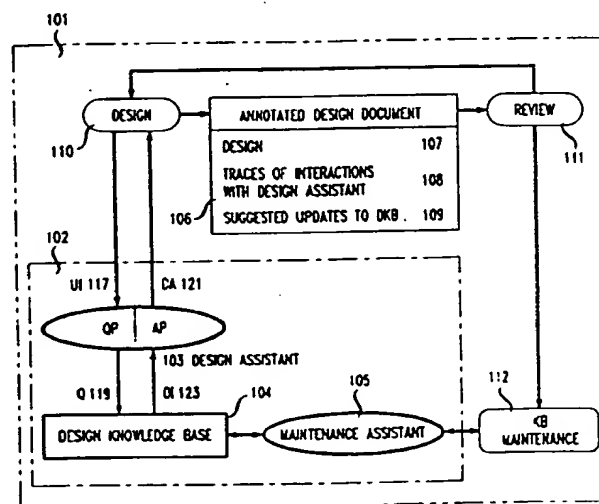 101
DESIGN
110
ANNOTATED DESIGN DOCUMENT
DESIGN 107
TRACES OF INTERACTIONS
WITH DESIGN ASSISTANT 108
SUGGESTED UPDATES TO DKB. 109
106
REVIEW
111
102
UI 117
CA 121
QP AP
103 DESIGN ASSISTANT
Q 119
DI 123
104
DESIGN KNOWLEDGE BASE
105
MAINTENANCE ASSISTANT
112
KB
MAINTENANCE